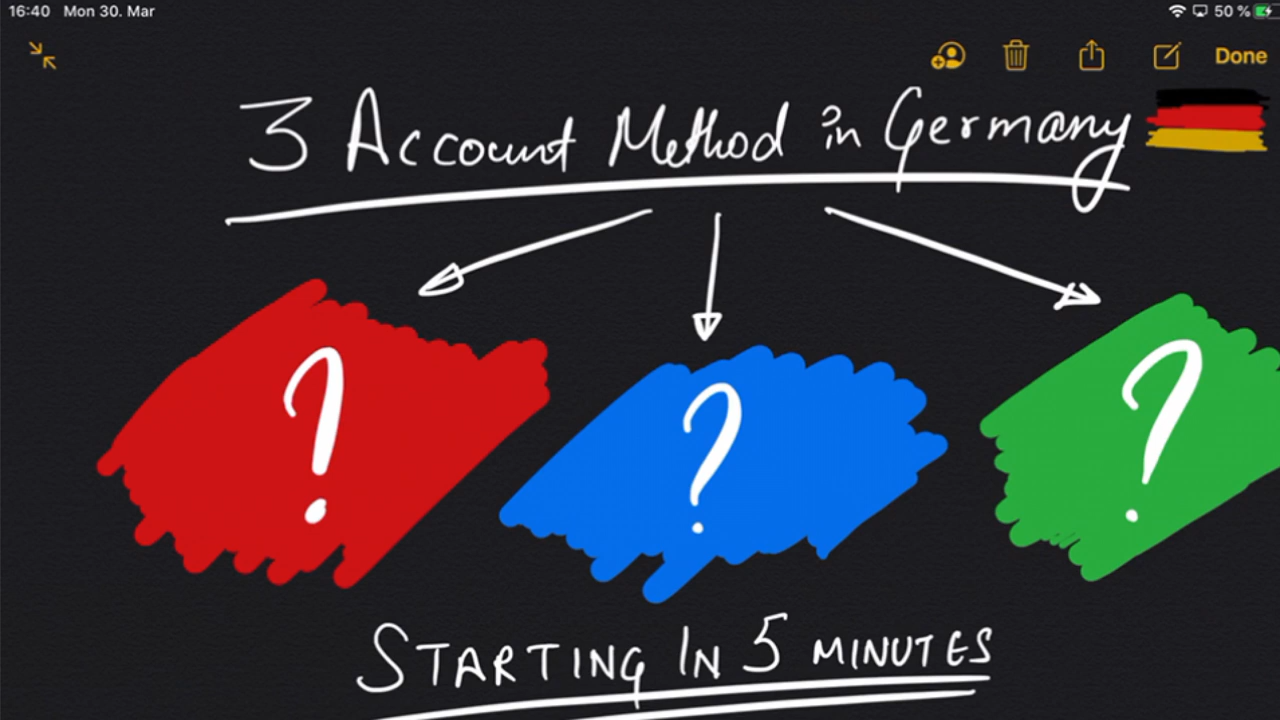 16:40 Mon 30. Mar
50 %
Done
3 Account Method in Germany
? ? ?
STARTING IN 5 MINUTES